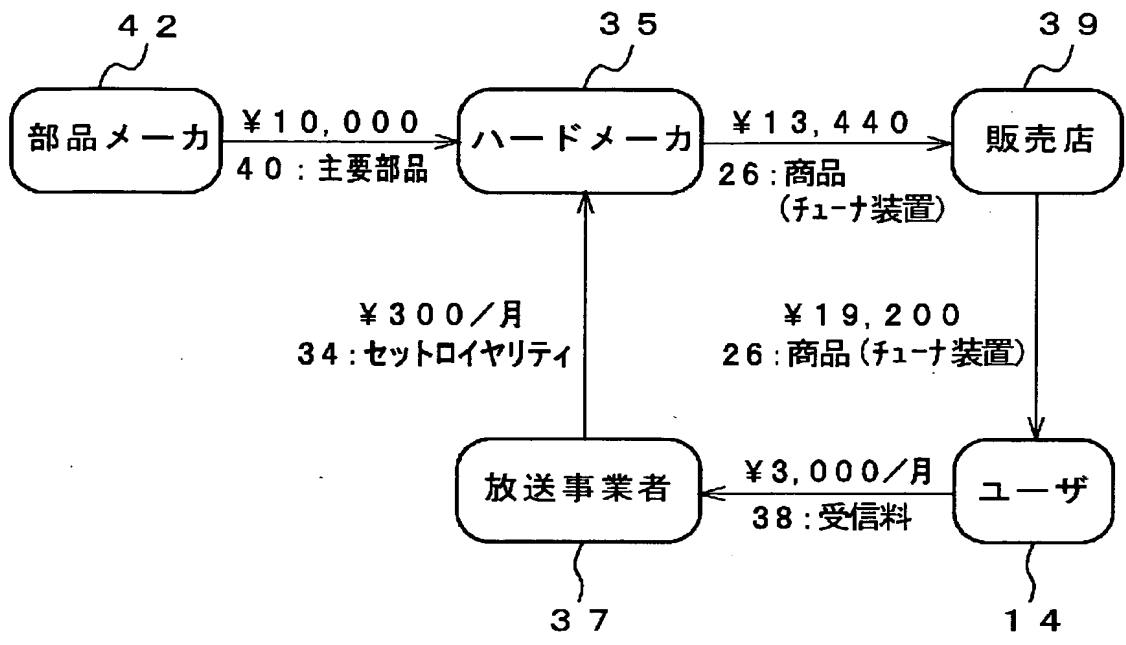 ４２
３５
３９
部品メーカ
￥１０，０００
４０：主要部品
ハードメーカ
￥１３，４４０
２６：商品
（チューナ装置）
販売店
￥３００／月
３４：セットロイヤリティ
￥１９，２００
２６：商品（チューナ装置）
放送事業者
￥３，０００／月
３８：受信料
ユーザ
３７
１４